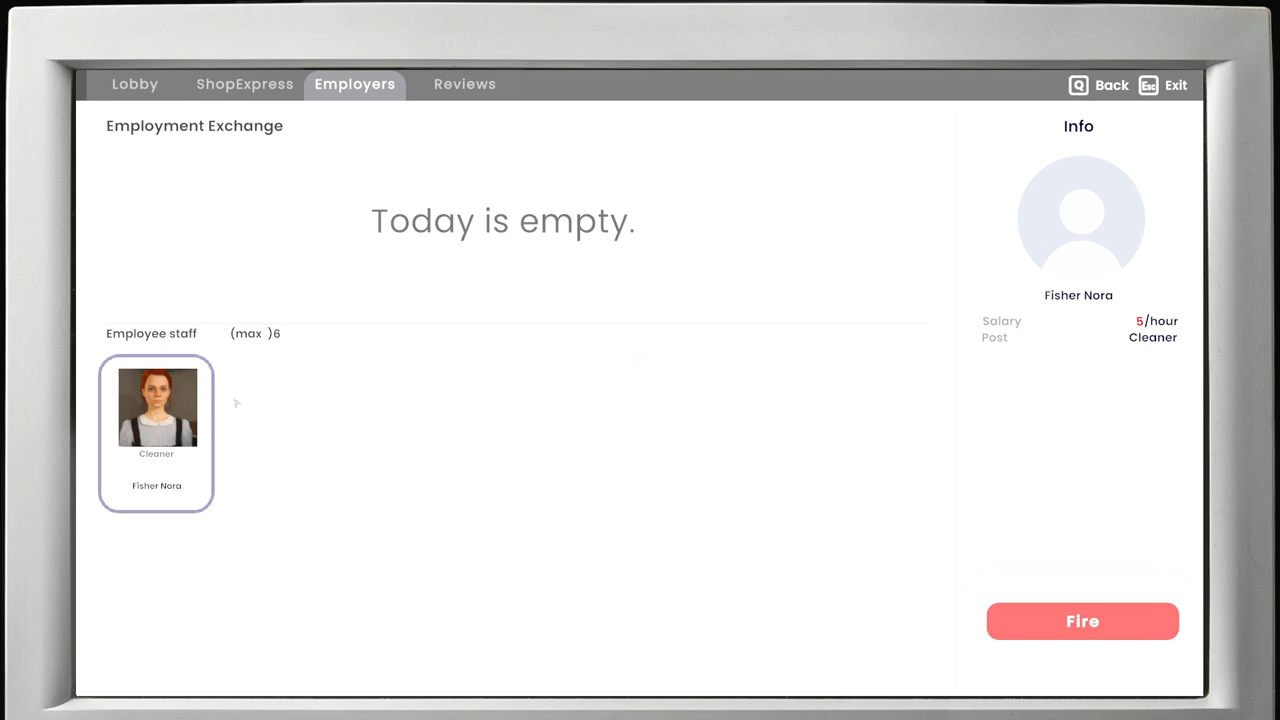 Lobby ShopExpress Employers Reviews Q Back Esc Exit
Employment Exchange
Info
Today is empty.
Fisher Nora
Salary 5/hour
Post Cleaner
Employee staff (max )6
Cleaner
Fisher Nora
Fire